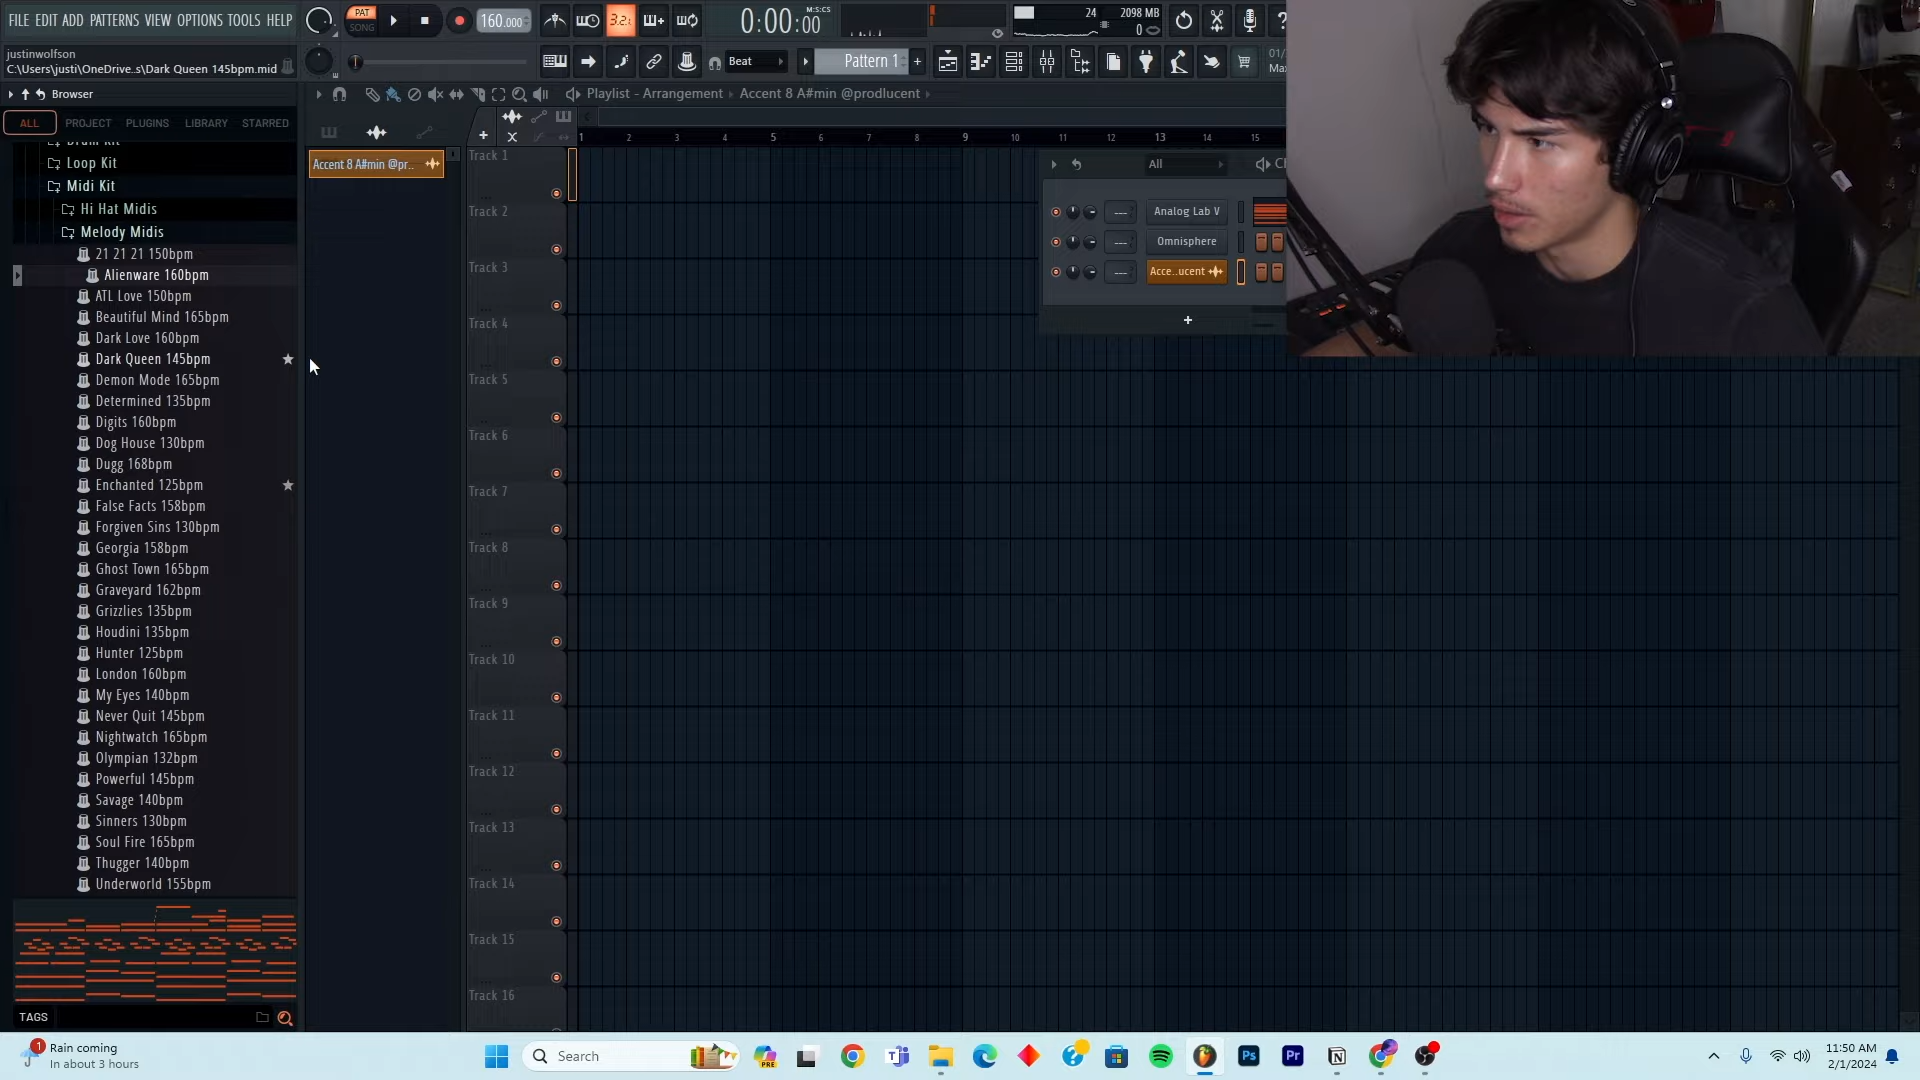 FILE EDIT ADD PATTERNS VIEW OPTIONS TOOLS HELP
PAT
SONG
160.000
3.2.
0:00:00
M:S:CS
24
2098 MB
0
justinwolfson
C:\Users\justi\OneDrive..s\Dark Queen 145bpm.mid
Beat
Pattern 1
+
01/
Browser
Playlist - Arrangement
Accent 8 A#min @prodlucent
ALL
PROJECT
PLUGINS
LIBRARY
STARRED
Drum Kit
Loop Kit
Midi Kit
Hi Hat Midis
Melody Midis
21 21 21 150bpm
Alienware 160bpm
ATL Love 150bpm
Beautiful Mind 165bpm
Dark Love 160bpm
Dark Queen 145bpm
Demon Mode 165bpm
Determined 135bpm
Digits 160bpm
Dog House 130bpm
Dugg 168bpm
Enchanted 125bpm
False Facts 158bpm
Forgiven Sins 130bpm
Georgia 158bpm
Ghost Town 165bpm
Graveyard 162bpm
Grizzlies 135bpm
Houdini 135bpm
Hunter 125bpm
London 160bpm
My Eyes 140bpm
Never Quit 145bpm
Nightwatch 165bpm
Olympian 132bpm
Powerful 145bpm
Savage 140bpm
Sinners 130bpm
Soul Fire 165bpm
Thugger 140bpm
Underworld 155bpm
TAGS
Accent 8 A#min @pr..
1 2 3 4 5 6 7 8 9 10 11 12 13 14 15
Track 1
Track 2
Track 3
Track 4
Track 5
Track 6
Track 7
Track 8
Track 9
Track 10
Track 11
Track 12
Track 13
Track 14
Track 15
Track 16
All
Analog Lab V
Omnisphere
Acce..ucent
+
1
Rain coming
In about 3 hours
Search
PRE
Ps
Pr
11:50 AM
2/1/2024